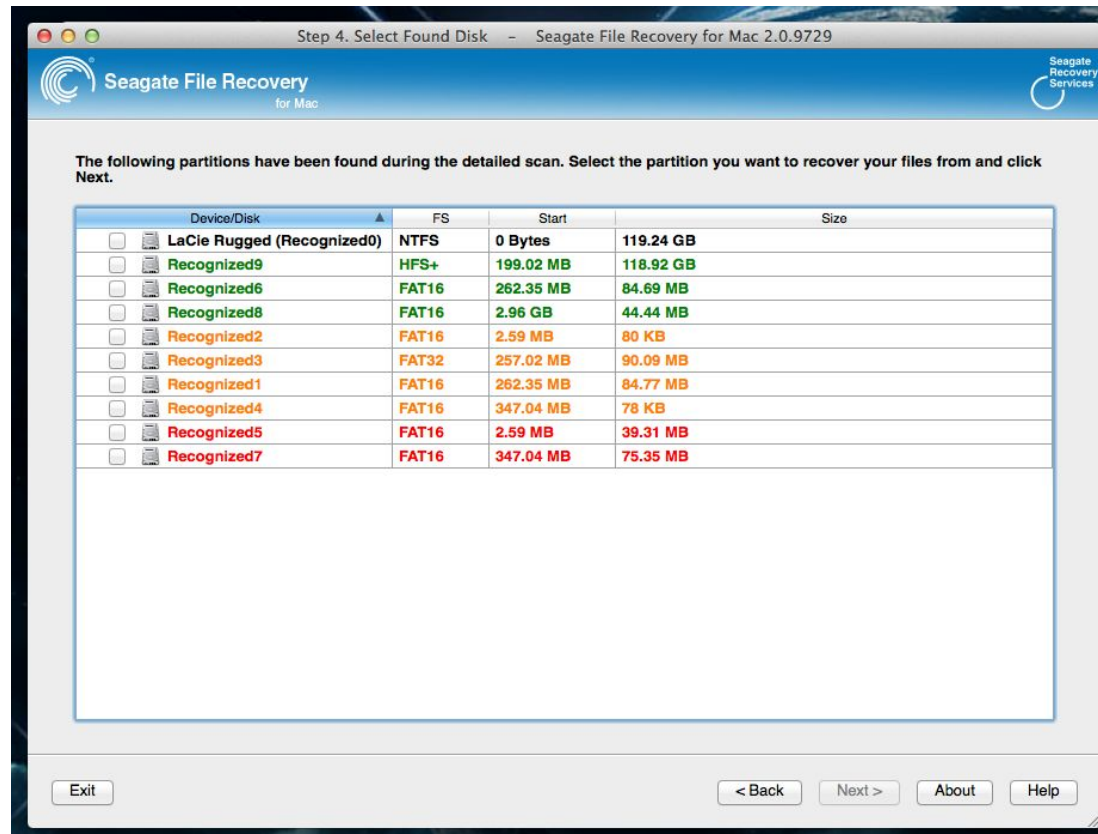 Step 4. Select Found Disk – Seagate File Recovery for Mac 2.0.9729
Seagate File Recovery
for Mac
Seagate
Recovery
Services
The following partitions have been found during the detailed scan. Select the partition you want to recover your files from and click
Next.
Device/Disk FS Start Size
LaCie Rugged (Recognized0) NTFS 0 Bytes 119.24 GB
Recognized9 HFS+ 199.02 MB 118.92 GB
Recognized6 FAT16 262.35 MB 84.69 MB
Recognized8 FAT16 2.96 GB 44.44 MB
Recognized2 FAT16 2.59 MB 80 KB
Recognized3 FAT32 257.02 MB 90.09 MB
Recognized1 FAT16 262.35 MB 84.77 MB
Recognized4 FAT16 347.04 MB 78 KB
Recognized5 FAT16 2.59 MB 39.31 MB
Recognized7 FAT16 347.04 MB 75.35 MB
Exit < Back Next > About Help